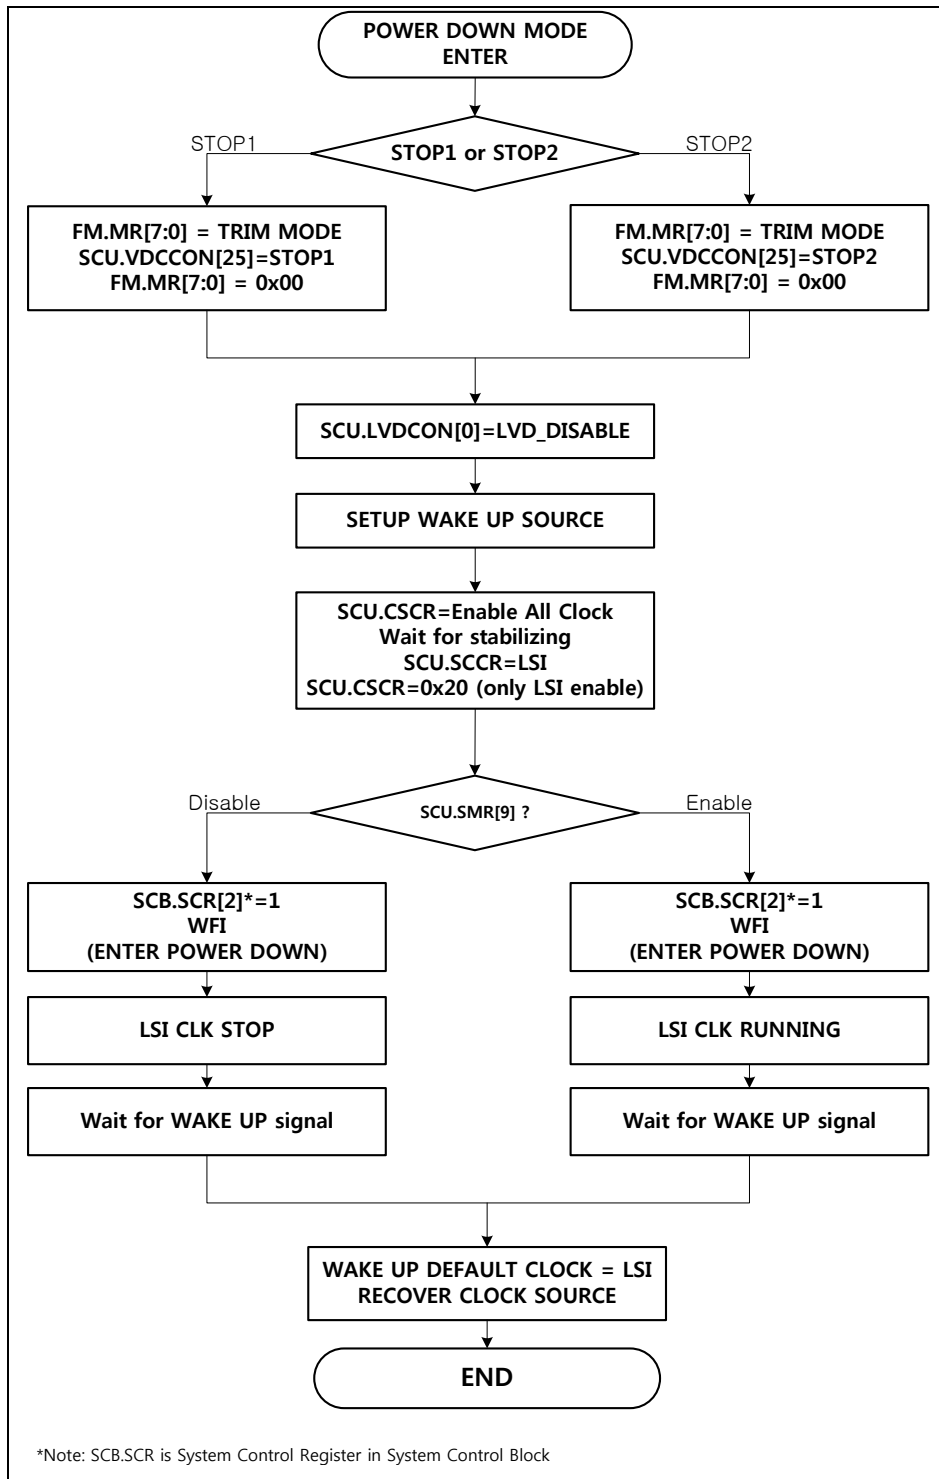 POWER DOWN MODE
ENTER
STOP1
STOP1 or STOP2
STOP2
FM.MR[7:0] = TRIM MODE
SCU.VDCCON[25]=STOP1
FM.MR[7:0] = 0x00
FM.MR[7:0] = TRIM MODE
SCU.VDCCON[25]=STOP2
FM.MR[7:0] = 0x00
SCU.LVDCON[0]=LVD_DISABLE
SETUP WAKE UP SOURCE
SCU.CSCR=Enable All Clock
Wait for stabilizing
SCU.SCCR=LSI
SCU.CSCR=0x20 (only LSI enable)
Disable
SCU.SMR[9] ?
Enable
SCB.SCR[2]*=1
WFI
(ENTER POWER DOWN)
SCB.SCR[2]*=1
WFI
(ENTER POWER DOWN)
LSI CLK STOP
LSI CLK RUNNING
Wait for WAKE UP signal
Wait for WAKE UP signal
WAKE UP DEFAULT CLOCK = LSI
RECOVER CLOCK SOURCE
END
*Note: SCB.SCR is System Control Register in System Control Block